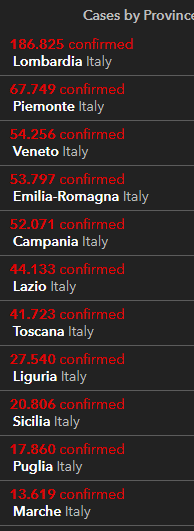 Cases by Province
186.825 confirmed
Lombardia Italy
67.749 confirmed
Piemonte Italy
54.256 confirmed
Veneto Italy
53.797 confirmed
Emilia-Romagna Italy
52.071 confirmed
Campania Italy
44.133 confirmed
Lazio Italy
41.723 confirmed
Toscana Italy
27.540 confirmed
Liguria Italy
20.806 confirmed
Sicilia Italy
17.860 confirmed
Puglia Italy
13.619 confirmed
Marche Italy